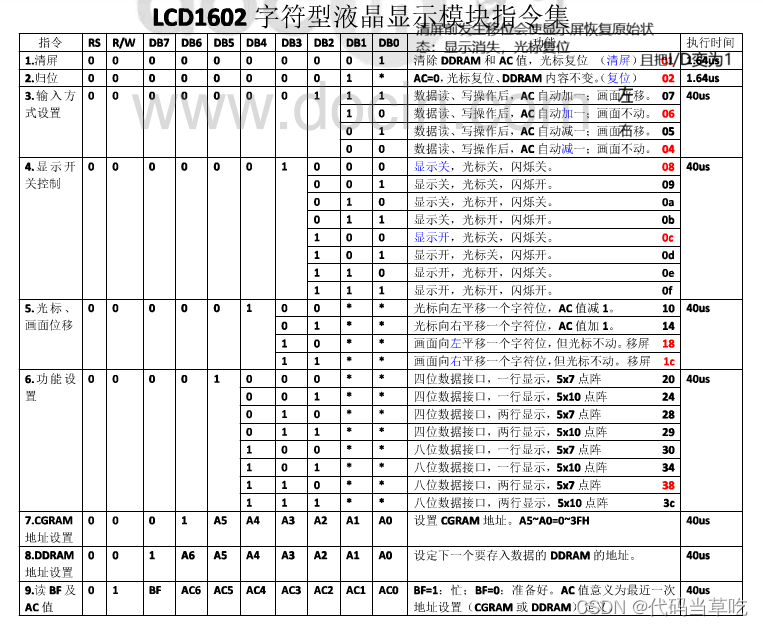 LCD1602 字符型液晶显示模块指令集
清屏前发生移位会使显示屏恢复原始状
态：显示消失，光标复位
且把I/D变为1
指令 RS R/W DB7 DB6 DB5 DB4 DB3 DB2 DB1 DB0 功能 执行时间
1.清屏 0 0 0 0 0 0 0 0 0 1 清除 DDRAM 和 AC 值，光标复位 （清屏） 01 1.64us
2.归位 0 0 0 0 0 0 0 0 1 * AC=0，光标复位、DDRAM 内容不变。（复位） 02 1.64us
3.输入方式设置 0 0 0 0 0 0 0 1 1 1 数据读、写操作后，AC 自动加一；画面左移。 07 40us
1 0 数据读、写操作后，AC 自动加一；画面不动。 06
0 1 数据读、写操作后，AC 自动减一；画面右移。 05
0 0 数据读、写操作后，AC 自动减一；画面不动。 04
4.显示开关控制 0 0 0 0 0 0 1 0 0 0 显示关，光标关，闪烁关。 08 40us
0 0 1 显示关，光标关，闪烁开。 09
0 1 0 显示关，光标开，闪烁关。 0a
0 1 1 显示关，光标开，闪烁开。 0b
1 0 0 显示开，光标关，闪烁关。 0c
1 0 1 显示开，光标关，闪烁开。 0d
1 1 0 显示开，光标开，闪烁关。 0e
1 1 1 显示开，光标开，闪烁开。 0f
5.光标、画面位移 0 0 0 0 0 1 0 0 * * 光标向左平移一个字符位，AC 值减 1。 10 40us
0 1 * * 光标向右平移一个字符位，AC 值加 1。 14
1 0 * * 画面向左平移一个字符位，但光标不动。移屏 18
1 1 * * 画面向右平移一个字符位，但光标不动。移屏 1c
6.功能设置 0 0 0 0 1 0 0 0 * * 四位数据接口，一行显示，5x7 点阵 20 40us
0 0 1 * * 四位数据接口，一行显示，5x10 点阵 24
0 1 0 * * 四位数据接口，两行显示，5x7 点阵 28
0 1 1 * * 四位数据接口，两行显示，5x10 点阵 29
1 0 0 * * 八位数据接口，一行显示，5x7 点阵 30
1 0 1 * * 八位数据接口，一行显示，5x10 点阵 34
1 1 0 * * 八位数据接口，两行显示，5x7 点阵 38
1 1 1 * * 八位数据接口，两行显示，5x10 点阵 3c
7.CGRAM 地址设置 0 0 0 1 A5 A4 A3 A2 A1 A0 设置 CGRAM 地址。A5~A0=0~3FH 40us
8.DDRAM 地址设置 0 0 1 A6 A5 A4 A3 A2 A1 A0 设定下一个要存入数据的 DDRAM 的地址。 40us
9.读 BF 及 AC 值 0 1 BF AC6 AC5 AC4 AC3 AC2 AC1 AC0 BF=1：忙；BF=0：准备好。AC 值意义为最近一次地址设置（CGRAM 或 DDRAM）定义 40us
CSDN @代码当草吃